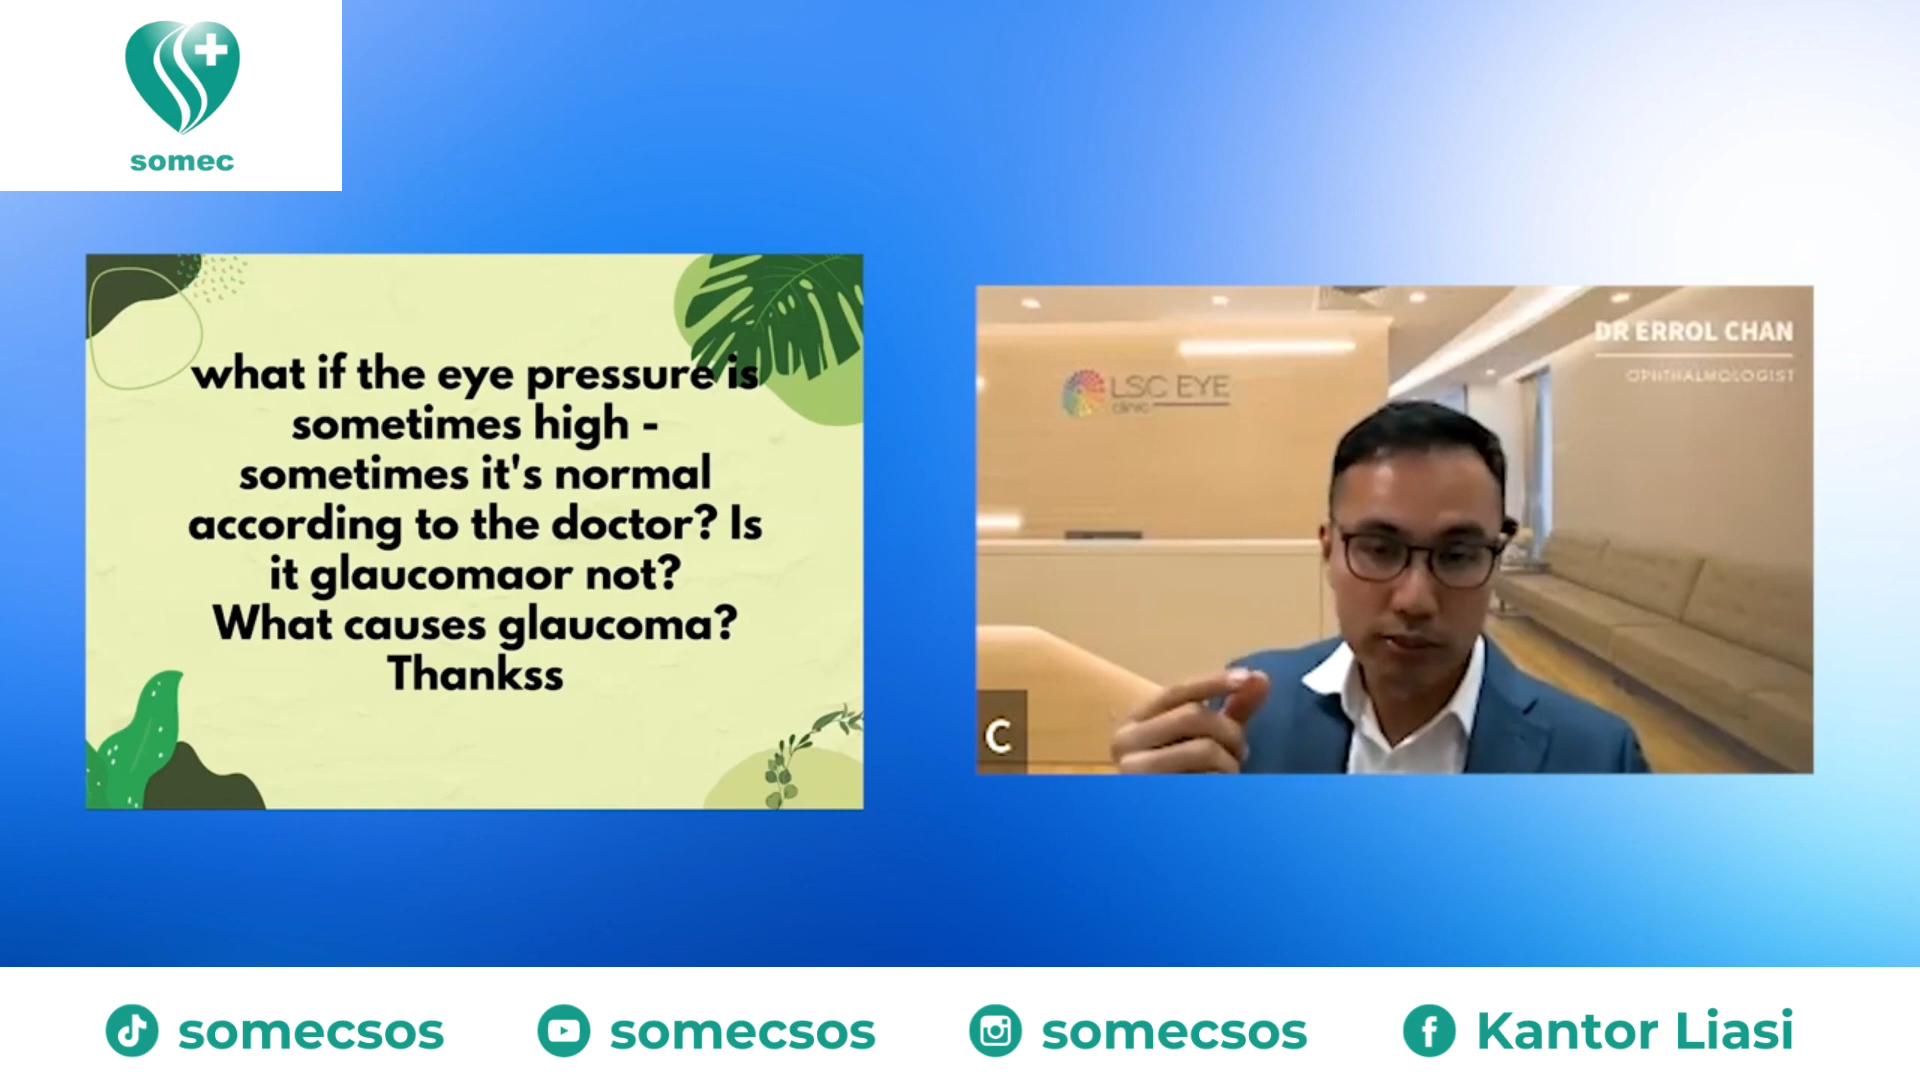 somec
what if the eye pressure is
sometimes high -
sometimes it's normal
according to the doctor? Is
it glaucomaor not?
What causes glaucoma?
Thankss
DR ERROL CHAN
OPHTHALMOLOGIST
LSC EYE
clinic
C
somecsos
somecsos
somecsos
Kantor Liasi